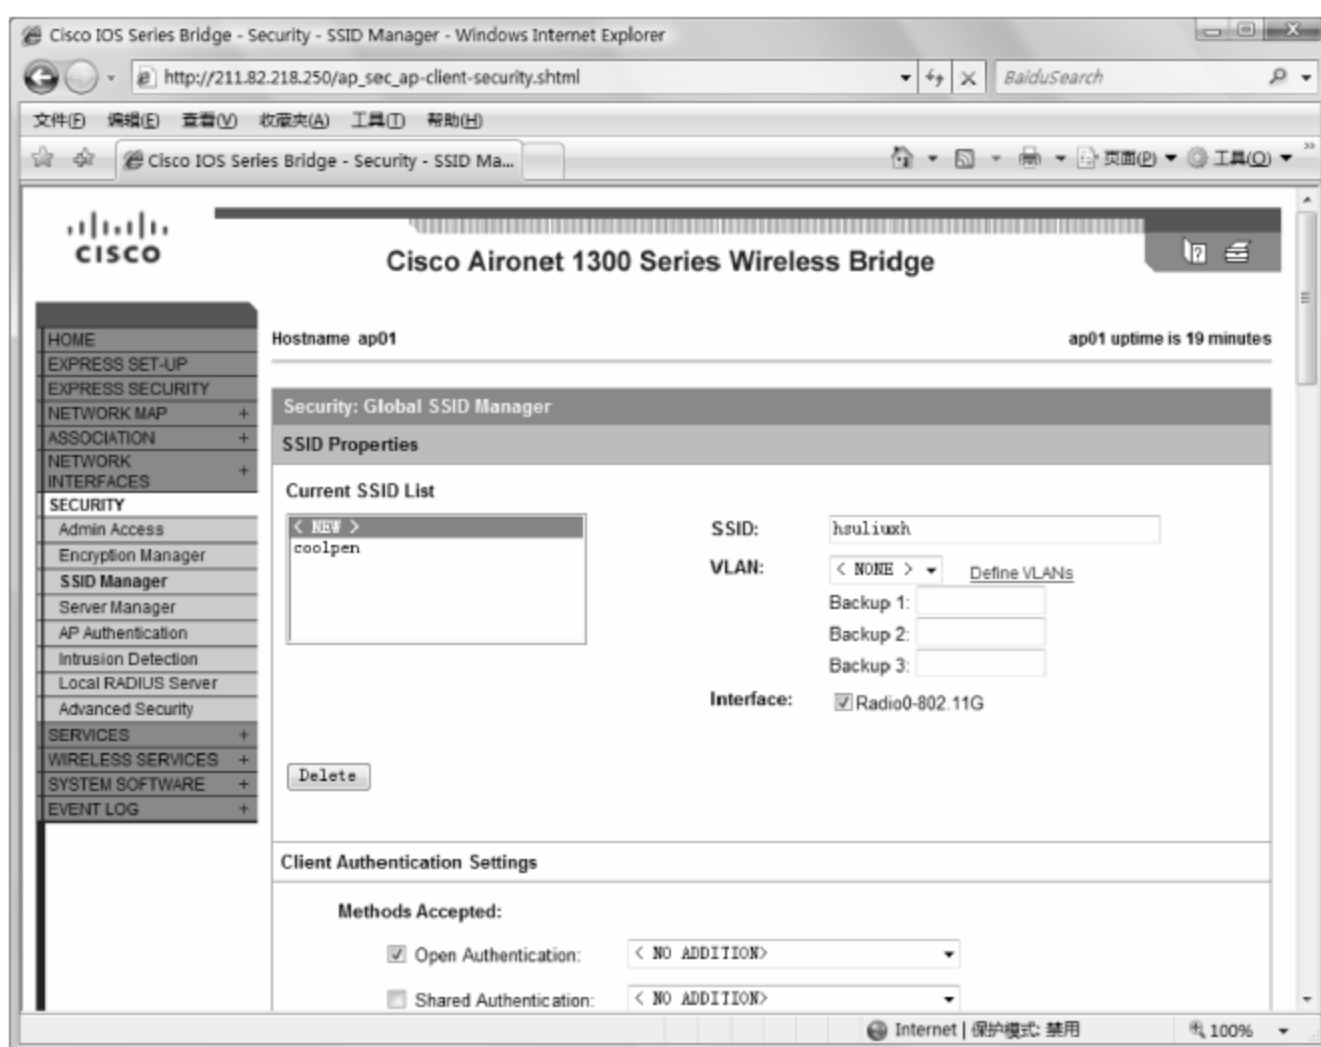 Cisco IOS Series Bridge - Security - SSID Manager - Windows Internet Explorer
http://211.82.218.250/ap_sec_ap-client-security.shtml
BaiduSearch
文件(F) 编辑(E) 查看(V) 收藏夹(A) 工具(T) 帮助(H)
Cisco IOS Series Bridge - Security - SSID Ma...
页面(P) 工具(O)
CISCO
Cisco Aironet 1300 Series Wireless Bridge
HOME
EXPRESS SET-UP
EXPRESS SECURITY
NETWORK MAP +
ASSOCIATION +
NETWORK
INTERFACES +
SECURITY
Admin Access
Encryption Manager
SSID Manager
Server Manager
AP Authentication
Intrusion Detection
Local RADIUS Server
Advanced Security
SERVICES +
WIRELESS SERVICES +
SYSTEM SOFTWARE +
EVENT LOG +
Hostname ap01
ap01 uptime is 19 minutes
Security: Global SSID Manager
SSID Properties
Current SSID List
< NEW >
coolpen
Delete
SSID: hsuliuxh
VLAN: < NONE > Define VLANs
Backup 1:
Backup 2:
Backup 3:
Interface: Radio0-802.11G
Client Authentication Settings
Methods Accepted:
Open Authentication: < NO ADDITION>
Shared Authentication: < NO ADDITION>
Internet | 保护模式: 禁用
100%